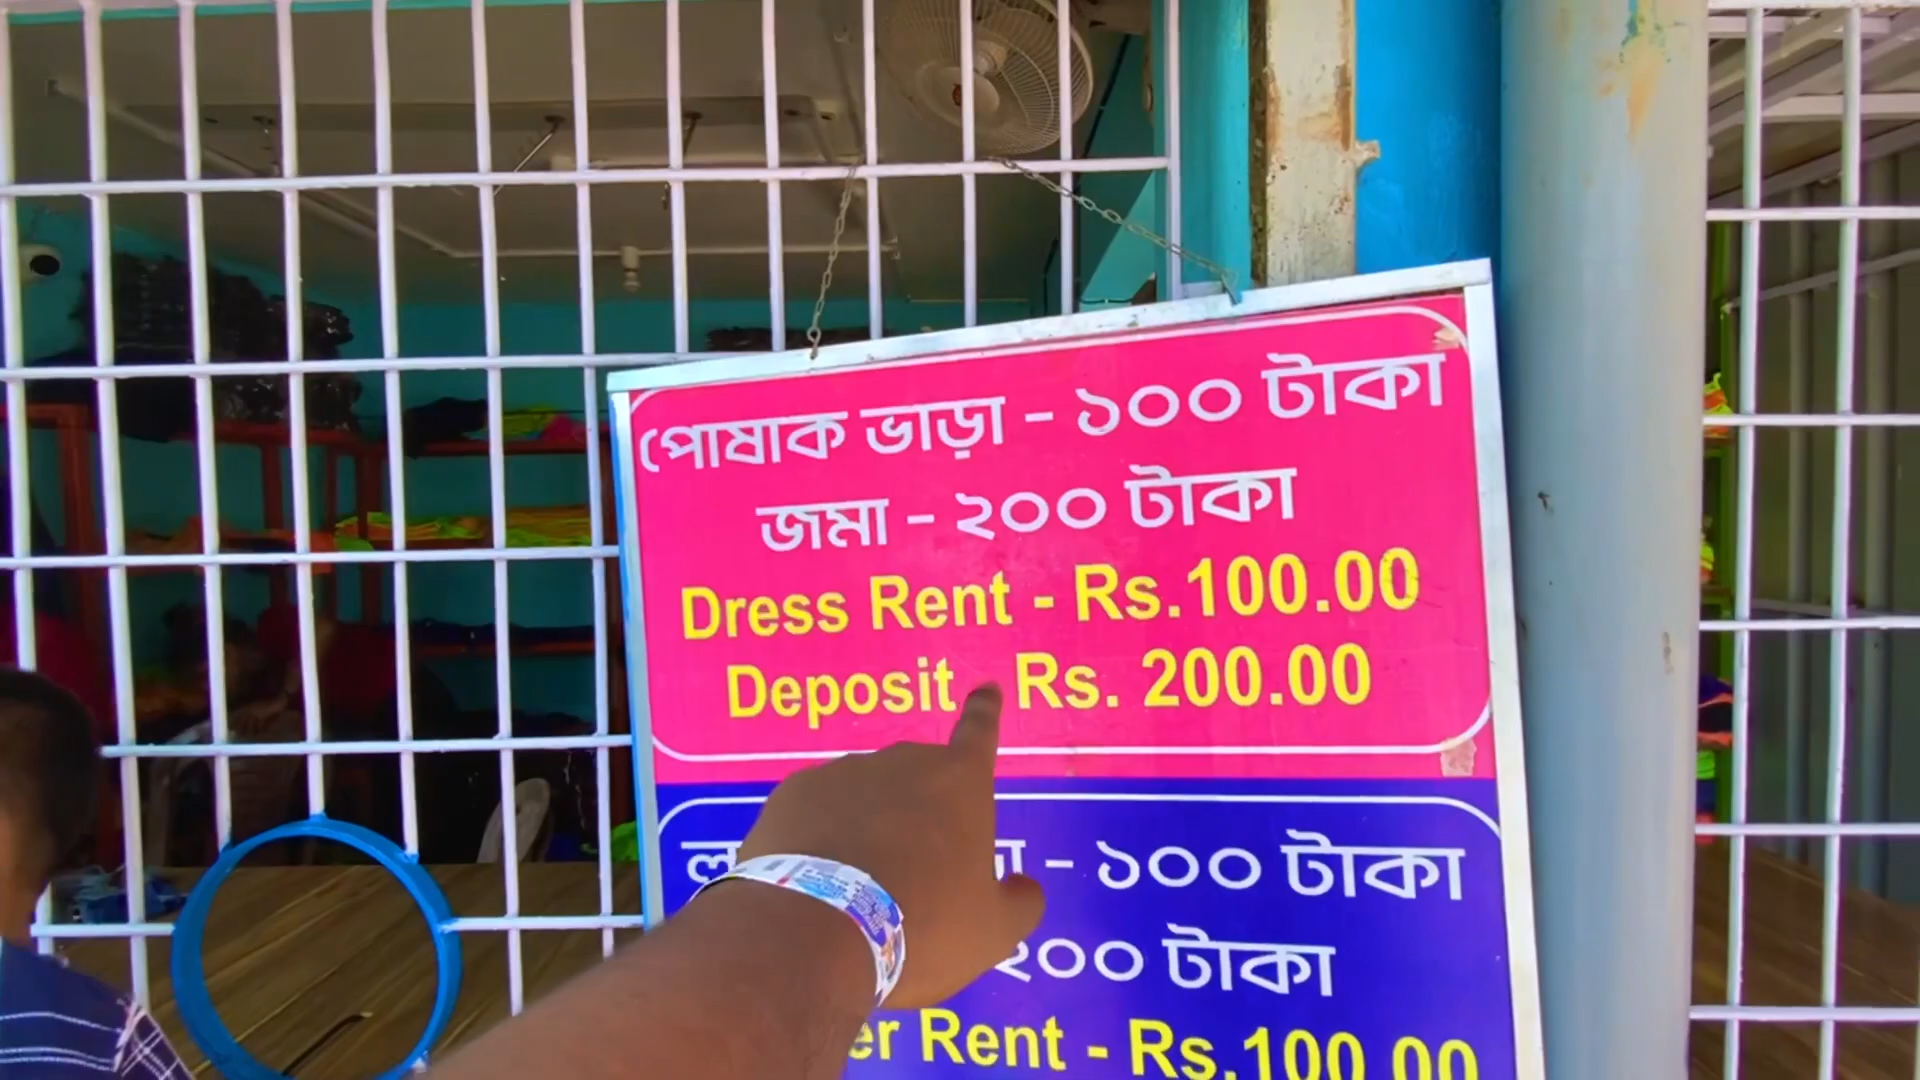 পোষাক ভাড়া - ১০০ টাকা
জমা - ২০০ টাকা
Dress Rent - Rs.100.00
Deposit - Rs. 200.00
- ১০০ টাকা
২০০ টাকা
Rent - Rs.100.00